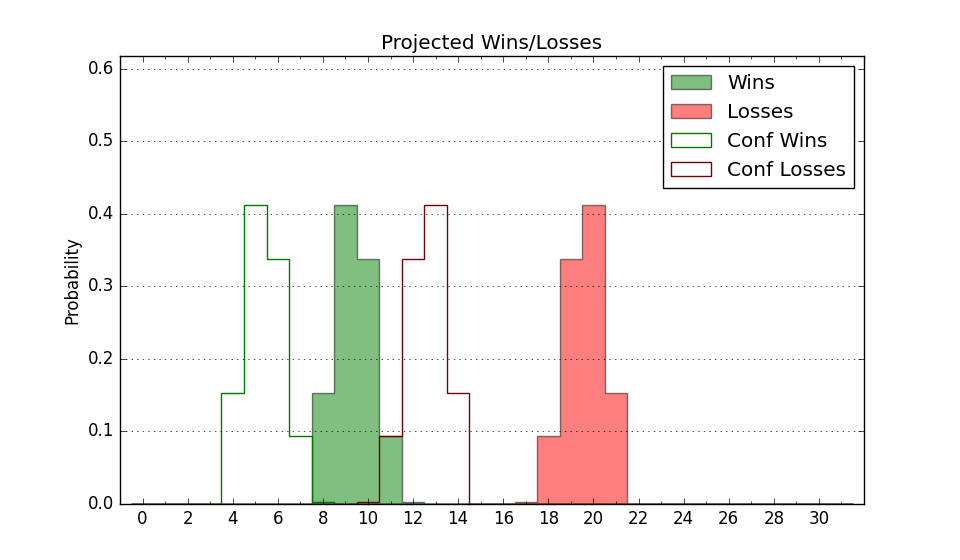 Projected Wins/Losses
0.6
0.5
0.4
0.3
0.2
0.1
0.0
Probability
Wins
Losses
Conf Wins
Conf Losses
0 2 4 6 8 10 12 14 16 18 20 22 24 26 28 30